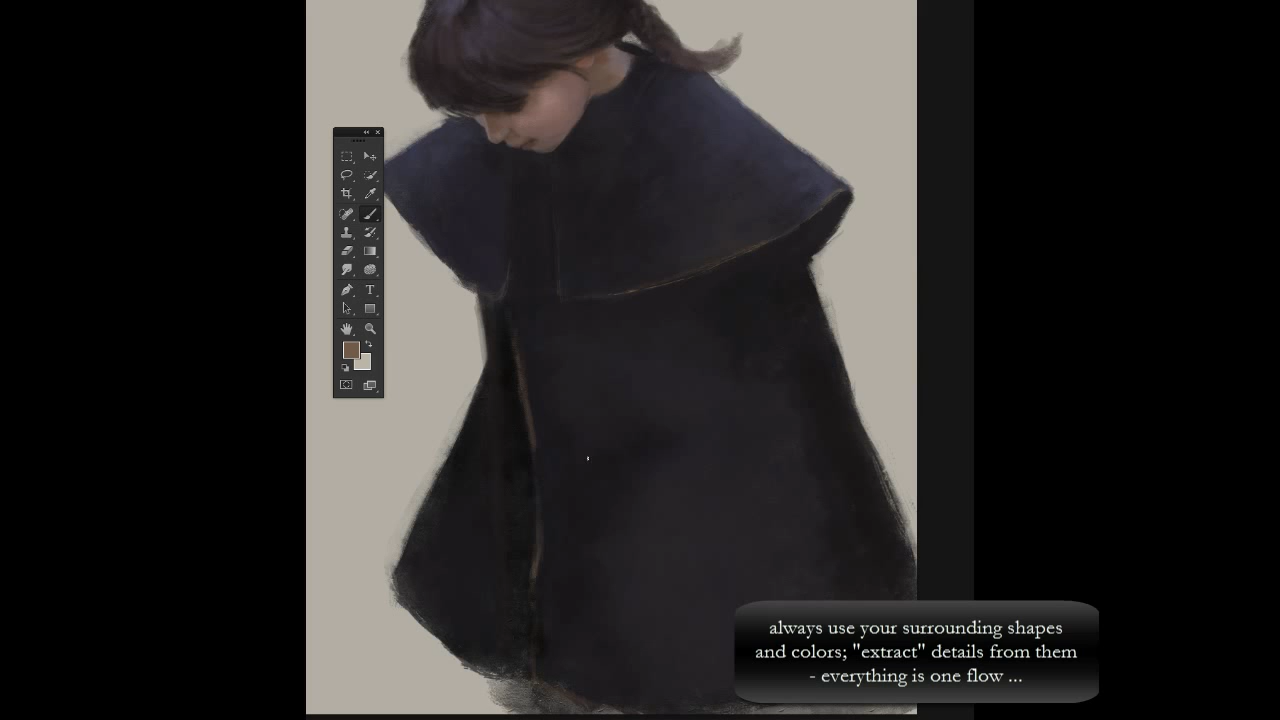 always use your surrounding shapes
and colors; "extract" details from them
- everything is one flow ...